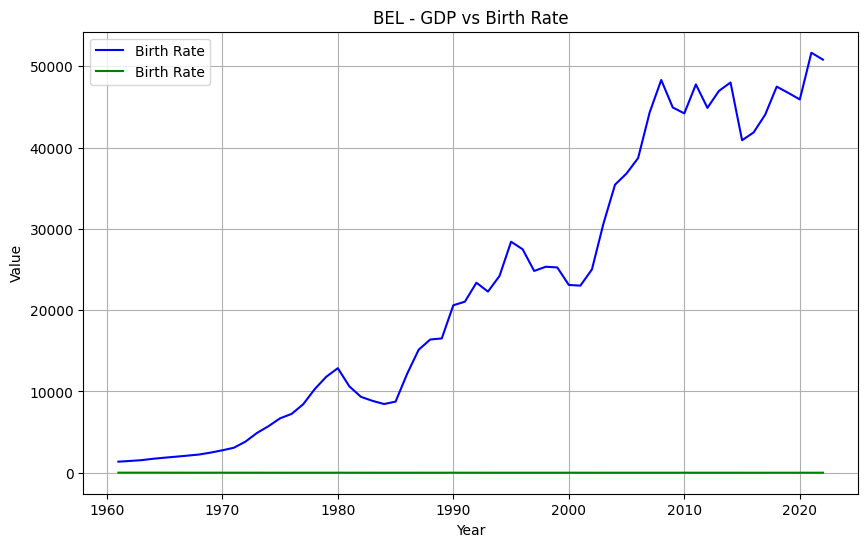 BEL - GDP vs Birth Rate
Birth Rate
Birth Rate
50000
40000
30000
20000
10000
0
Value
1960 1970 1980 1990 2000 2010 2020
Year